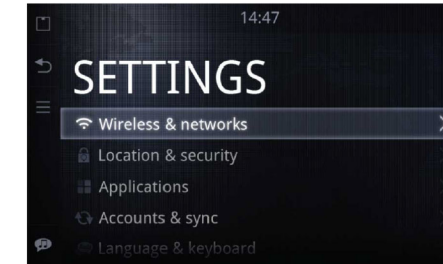 14:47
SETTINGS
Wireless & networks
Location & security
Applications
Accounts & sync
Language & keyboard